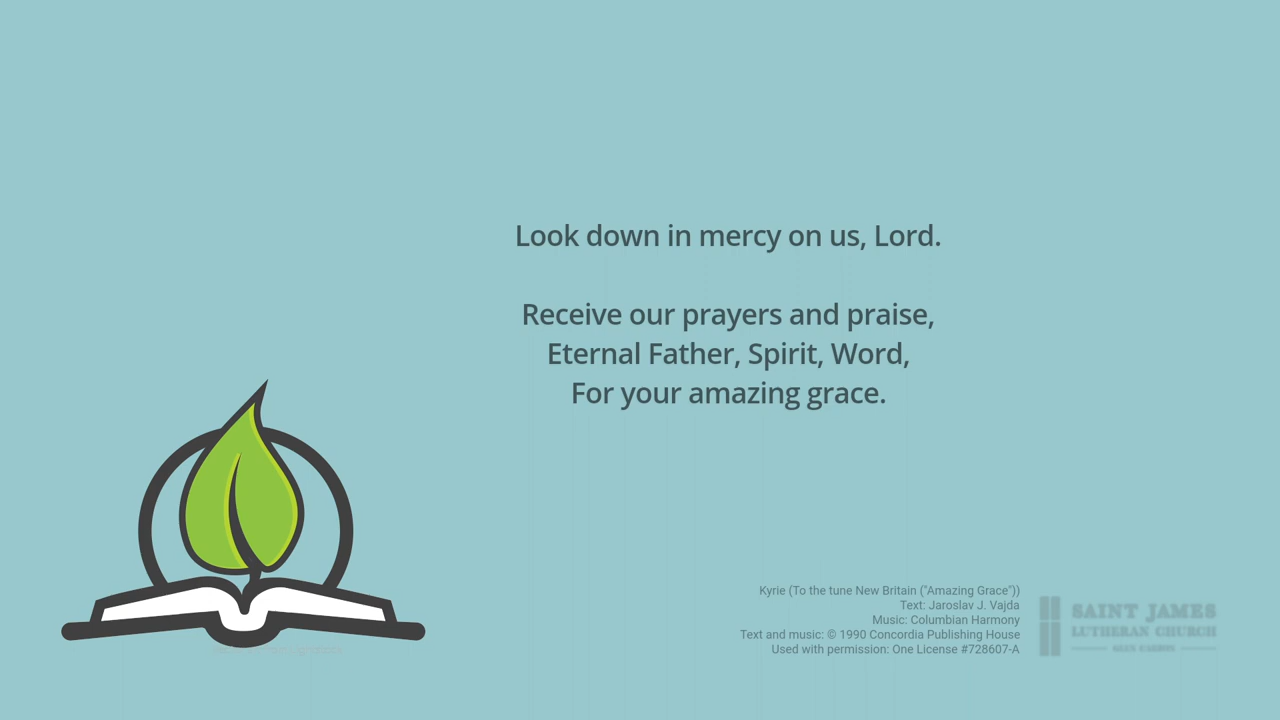 Look down in mercy on us, Lord.
Receive our prayers and praise,
Eternal Father, Spirit, Word,
For your amazing grace.
Kyrie (To the tune New Britain ("Amazing Grace"))
Text: Jaroslav J. Vajda
Music: Columbian Harmony
Text and music: © 1990 Concordia Publishing House
Used with permission: One License #728607-A
SAINT JAMES
LUTHERAN CHURCH